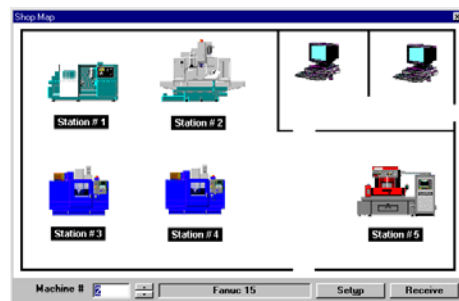 Shop Map
Station # 1
Station # 2
Station # 3
Station # 4
Station # 5
Machine # 2 Fanuc 15 Setup Receive